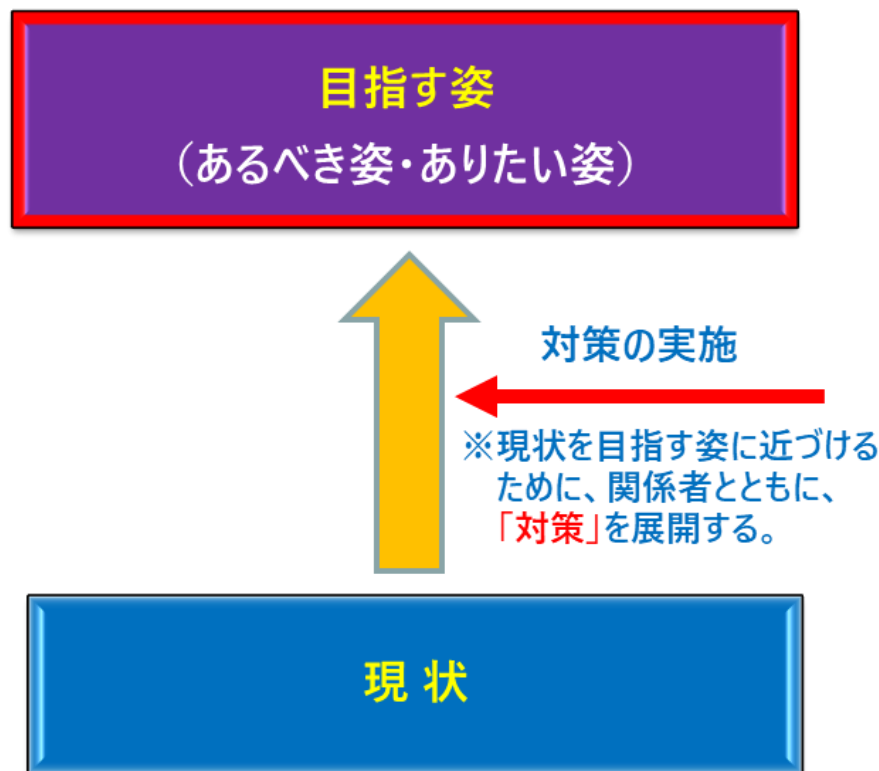 目指す姿
（あるべき姿・ありたい姿）
対策の実施
※現状を目指す姿に近づける
ために、関係者とともに、
「対策」を展開する。
現 状